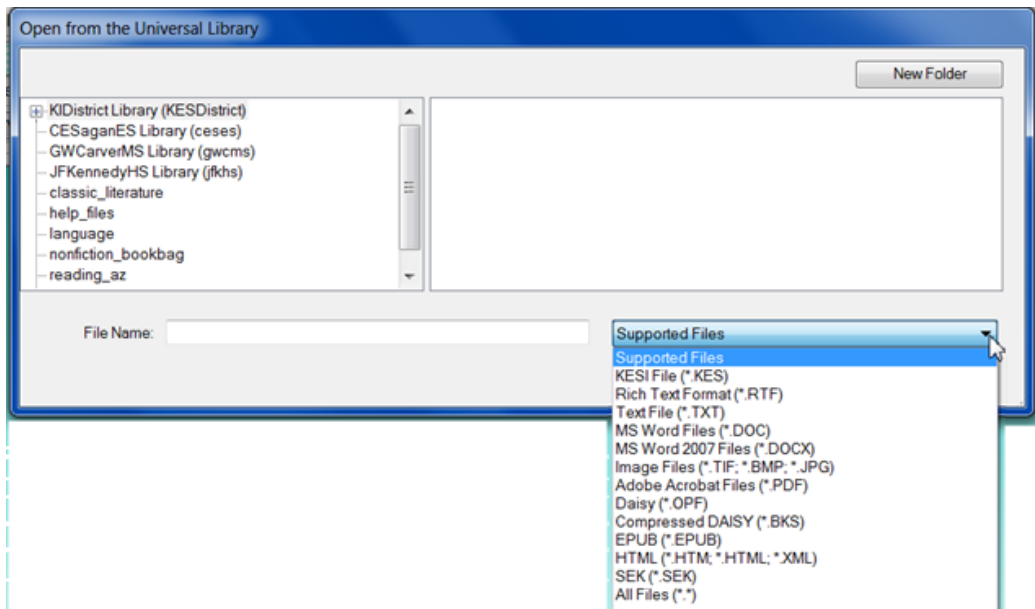 Open from the Universal Library
New Folder
KIDistrict Library (KESDistrict)
CESaganES Library (ceses)
GWCarverMS Library (gwcms)
JFKennedyHS Library (jfkhs)
classic_literature
help_files
language
nonfiction_bookbag
reading_az
File Name:
Supported Files
Supported Files
KESI File (*.KES)
Rich Text Format (*.RTF)
Text File (*.TXT)
MS Word Files (*.DOC)
MS Word 2007 Files (*.DOCX)
Image Files (*.TIF; *.BMP; *.JPG)
Adobe Acrobat Files (*.PDF)
Daisy (*.OPF)
Compressed DAISY (*.BKS)
EPUB (*.EPUB)
HTML (*.HTM; *.HTML; *.XML)
SEK (*.SEK)
All Files (*.*)